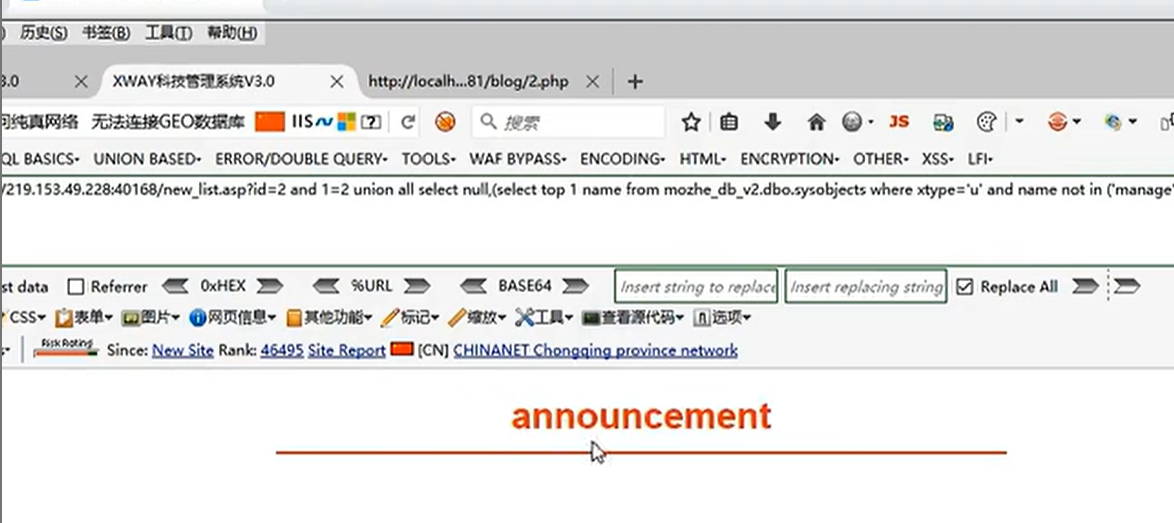 历史(S) 书签(B) 工具(T) 帮助(H)
3.0 XWAY科技管理系统V3.0 http://localh...81/blog/2.php
纯真网络 无法连接GEO数据库 IIS 搜索 JS
QL BASICS UNION BASED ERROR/DOUBLE QUERY TOOLS WAF BYPASS ENCODING HTML ENCRYPTION OTHER XSS LFI
/219.153.49.228:40168/new_list.asp?id=2 and 1=2 union all select null,(select top 1 name from mozhe_db_v2.dbo.sysobjects where xtype='u' and name not in ('manage'
st data Referrer 0xHEX %URL BASE64 Insert string to replace Insert replacing string Replace All
CSS 表单 图片 网页信息 其他功能 标记 缩放 工具 查看源代码 选项
Risk Rating Since: New Site Rank: 46495 Site Report [CN] CHINANET Chongqing province network
announcement